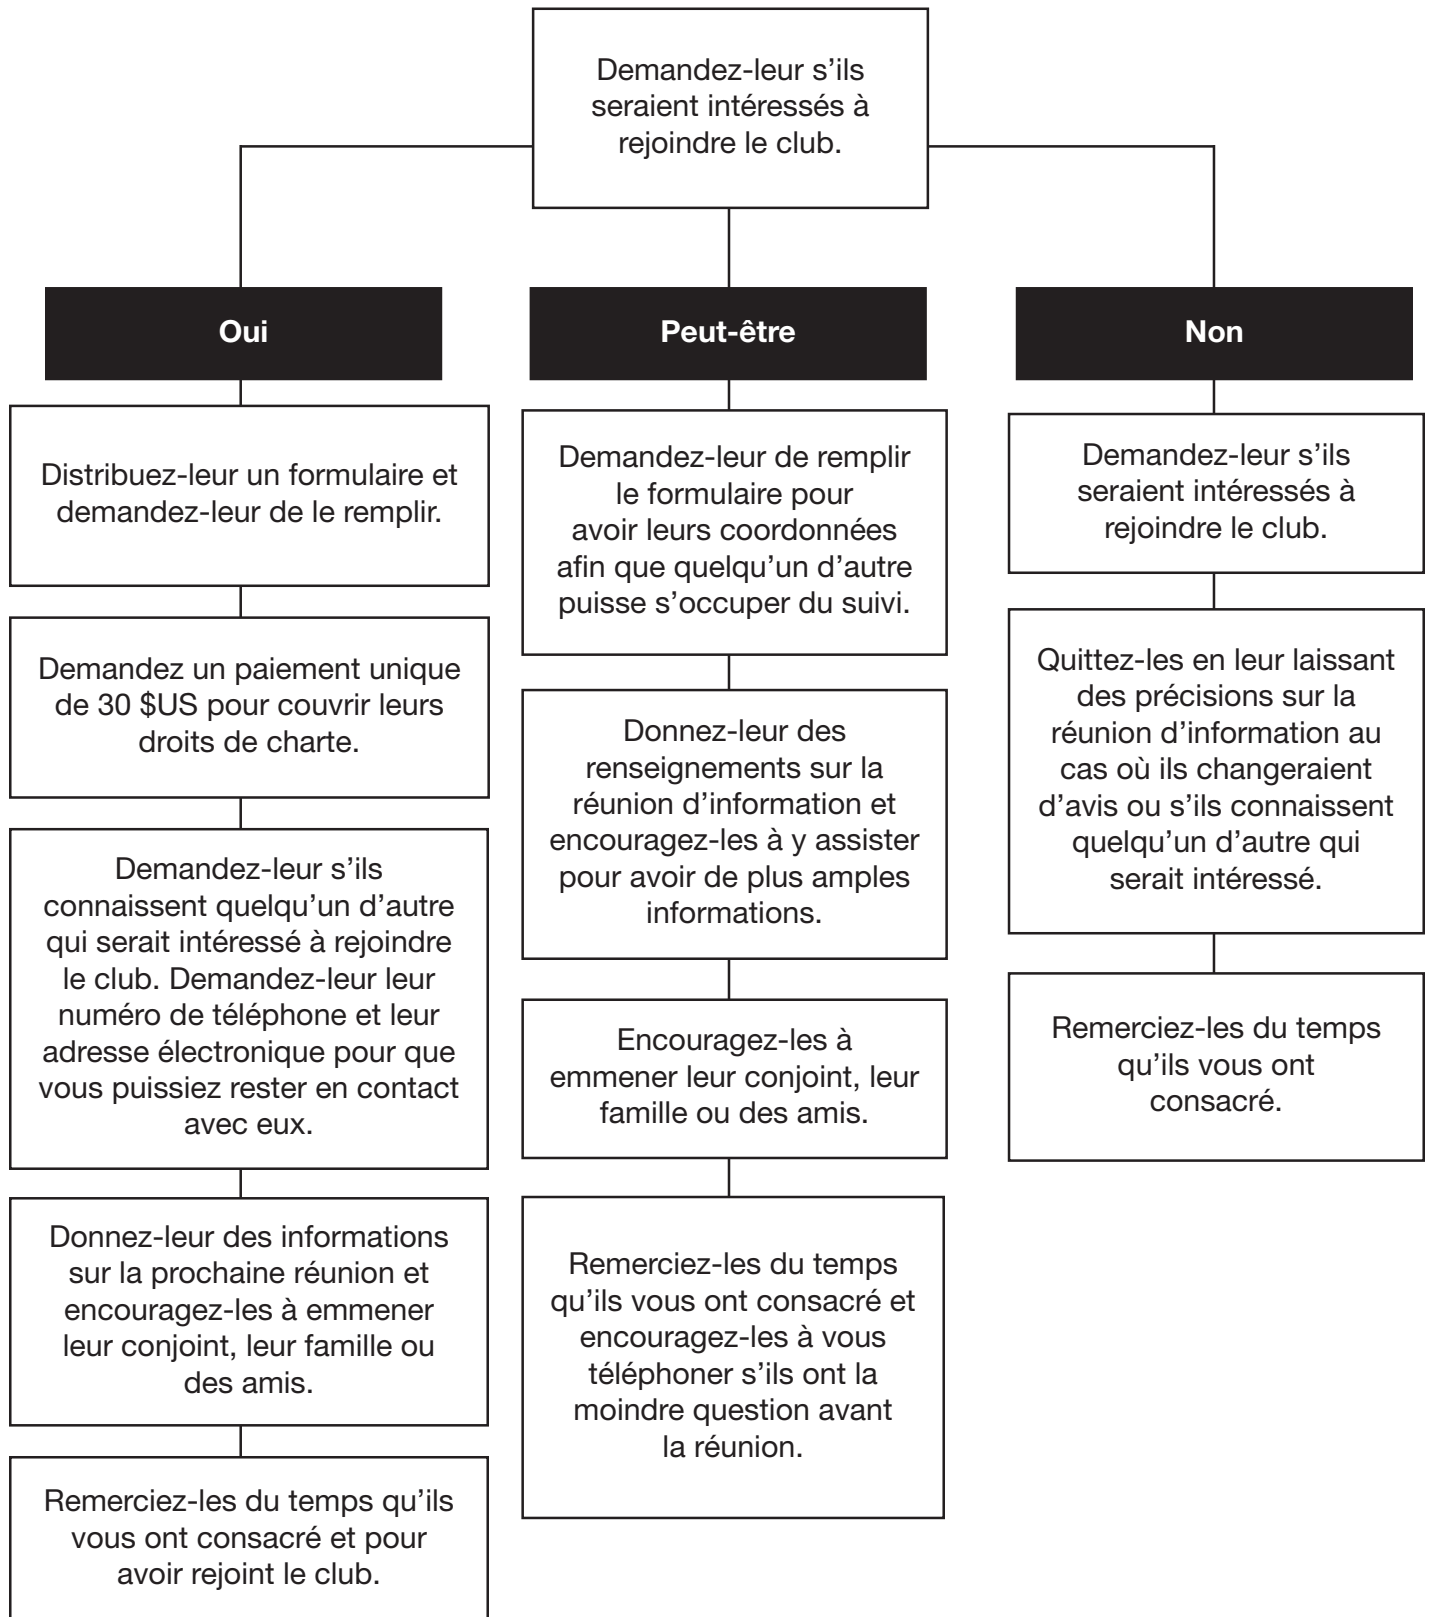 Demandez-leur s’ils
seraient intéressés à
rejoindre le club.
Oui
Distribuez-leur un formulaire et
demandez-leur de le remplir.
Demandez un paiement unique
de 30 $US pour couvrir leurs
droits de charte.
Demandez-leur s’ils
connaissent quelqu’un d’autre
qui serait intéressé à rejoindre
le club. Demandez-leur leur
numéro de téléphone et leur
adresse électronique pour que
vous puissiez rester en contact
avec eux.
Donnez-leur des informations
sur la prochaine réunion et
encouragez-les à emmener
leur conjoint, leur famille ou
des amis.
Remerciez-les du temps qu’ils
vous ont consacré et pour
avoir rejoint le club.
Peut-être
Demandez-leur de remplir
le formulaire pour
avoir leurs coordonnées
afin que quelqu’un d’autre
puisse s’occuper du suivi.
Donnez-leur des
renseignements sur la
réunion d’information et
encouragez-les à y assister
pour avoir de plus amples
informations.
Encouragez-les à
emmener leur conjoint, leur
famille ou des amis.
Remerciez-les du temps
qu’ils vous ont consacré et
encouragez-les à vous
téléphoner s’ils ont la
moindre question avant
la réunion.
Non
Demandez-leur s’ils
seraient intéressés à
rejoindre le club.
Quittez-les en leur laissant
des précisions sur la
réunion d’information au
cas où ils changeraient
d’avis ou s’ils connaissent
quelqu’un d’autre qui
serait intéressé.
Remerciez-les du temps
qu’ils vous ont
consacré.